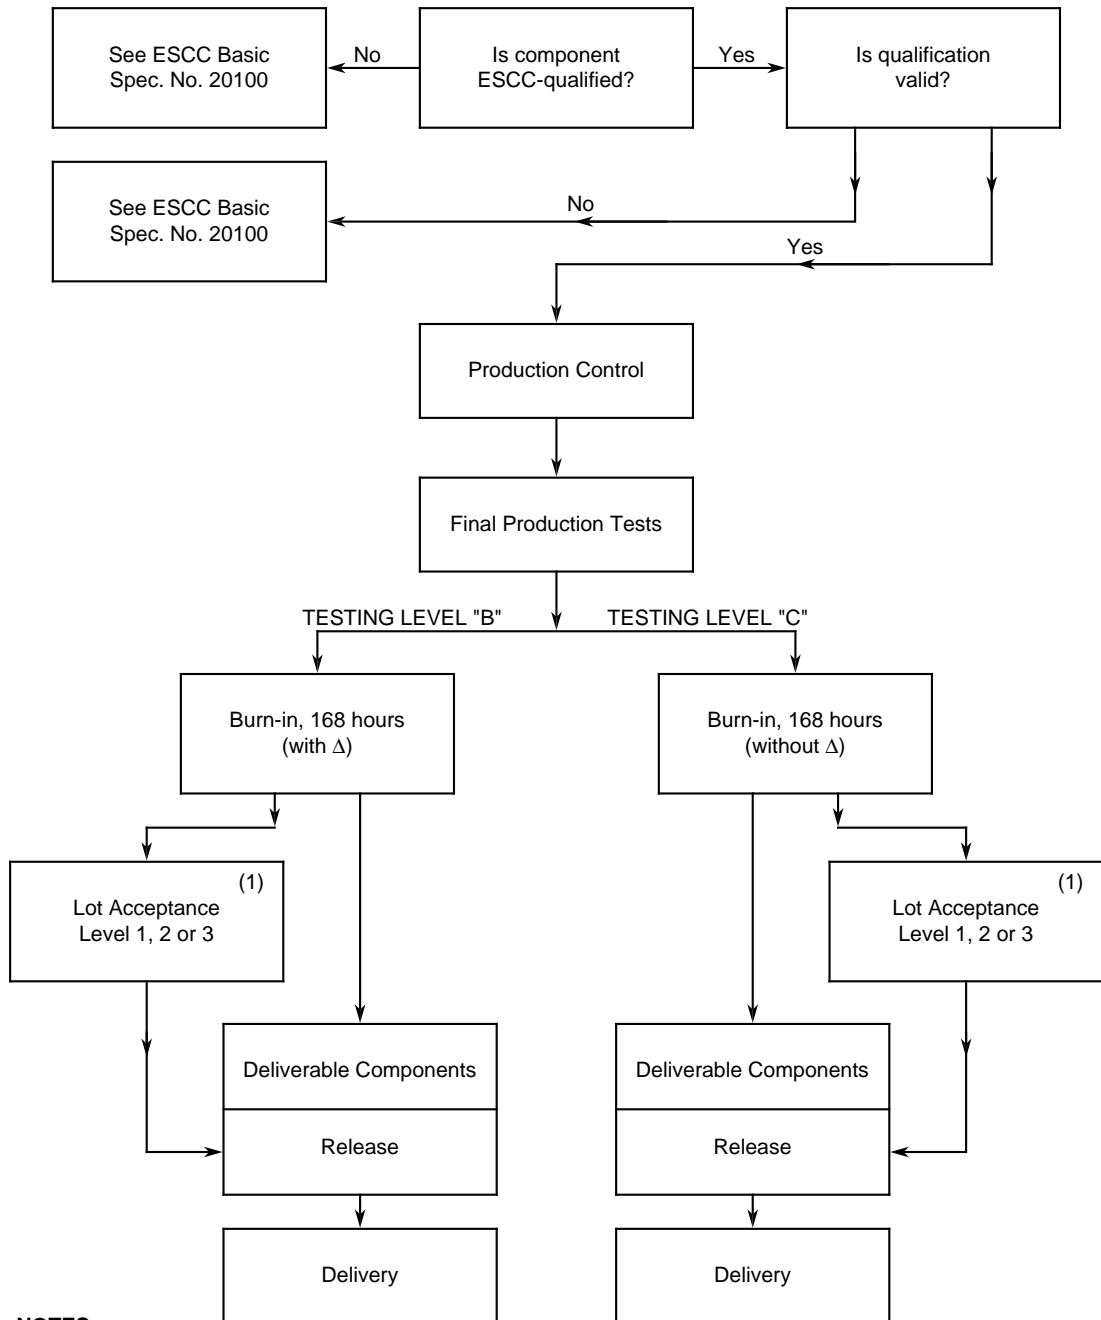 See ESCC Basic
Spec. No. 20100
No
Is component
ESCC-qualified?
Yes
Is qualification
valid?
See ESCC Basic
Spec. No. 20100
No
Yes
Production Control
Final Production Tests
TESTING LEVEL "B"
TESTING LEVEL "C"
Burn-in, 168 hours
(with Δ)
Burn-in, 168 hours
(without Δ)
(1)
Lot Acceptance
Level 1, 2 or 3
(1)
Lot Acceptance
Level 1, 2 or 3
Deliverable Components
Deliverable Components
Release
Release
Delivery
Delivery